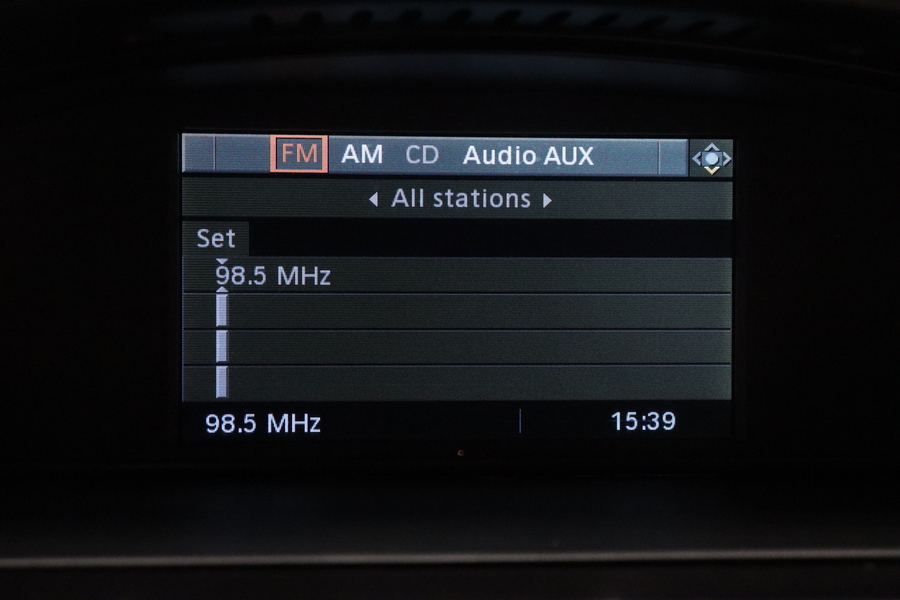 FM AM CD Audio AUX
All stations
Set
98.5 MHz
98.5 MHz 15:39